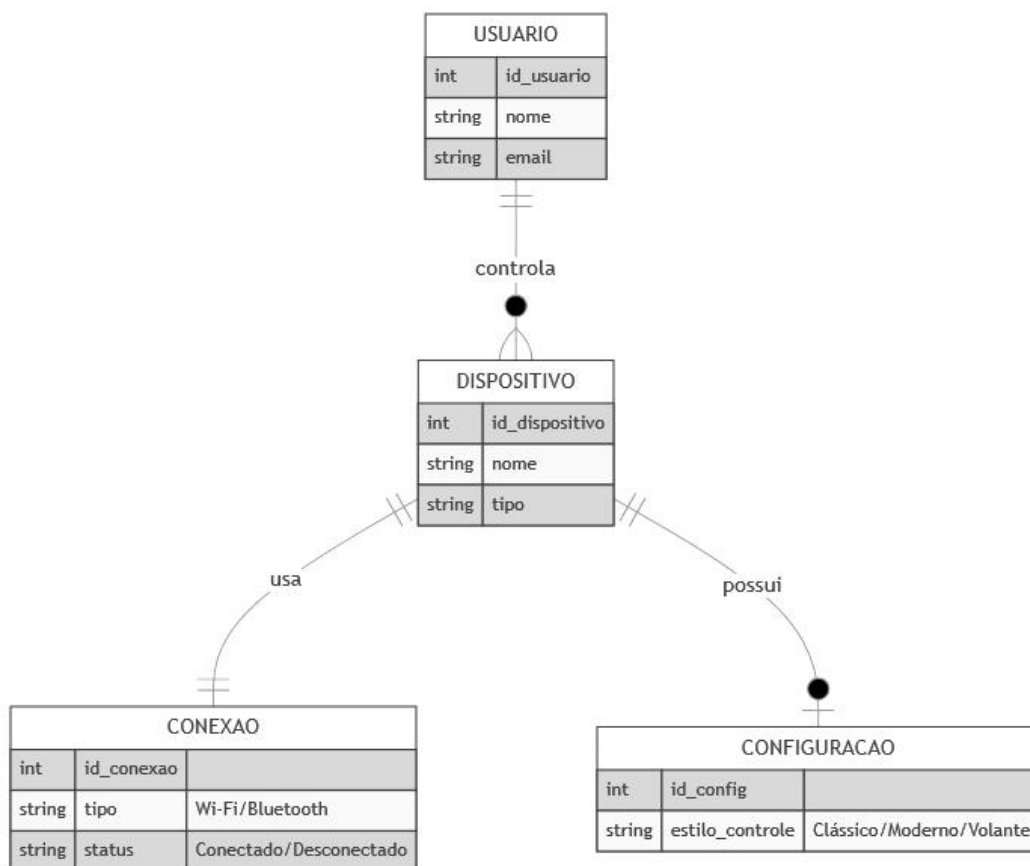 USUARIO
int id_usuario
string nome
string email
controla
DISPOSITIVO
int id_dispositivo
string nome
string tipo
usa
possui
CONEXAO
int id_conexao
string tipo Wi-Fi/Bluetooth
string status Conectado/Desconectado
CONFIGURACAO
int id_config
string estilo_controle Clássico/Moderno/Volante